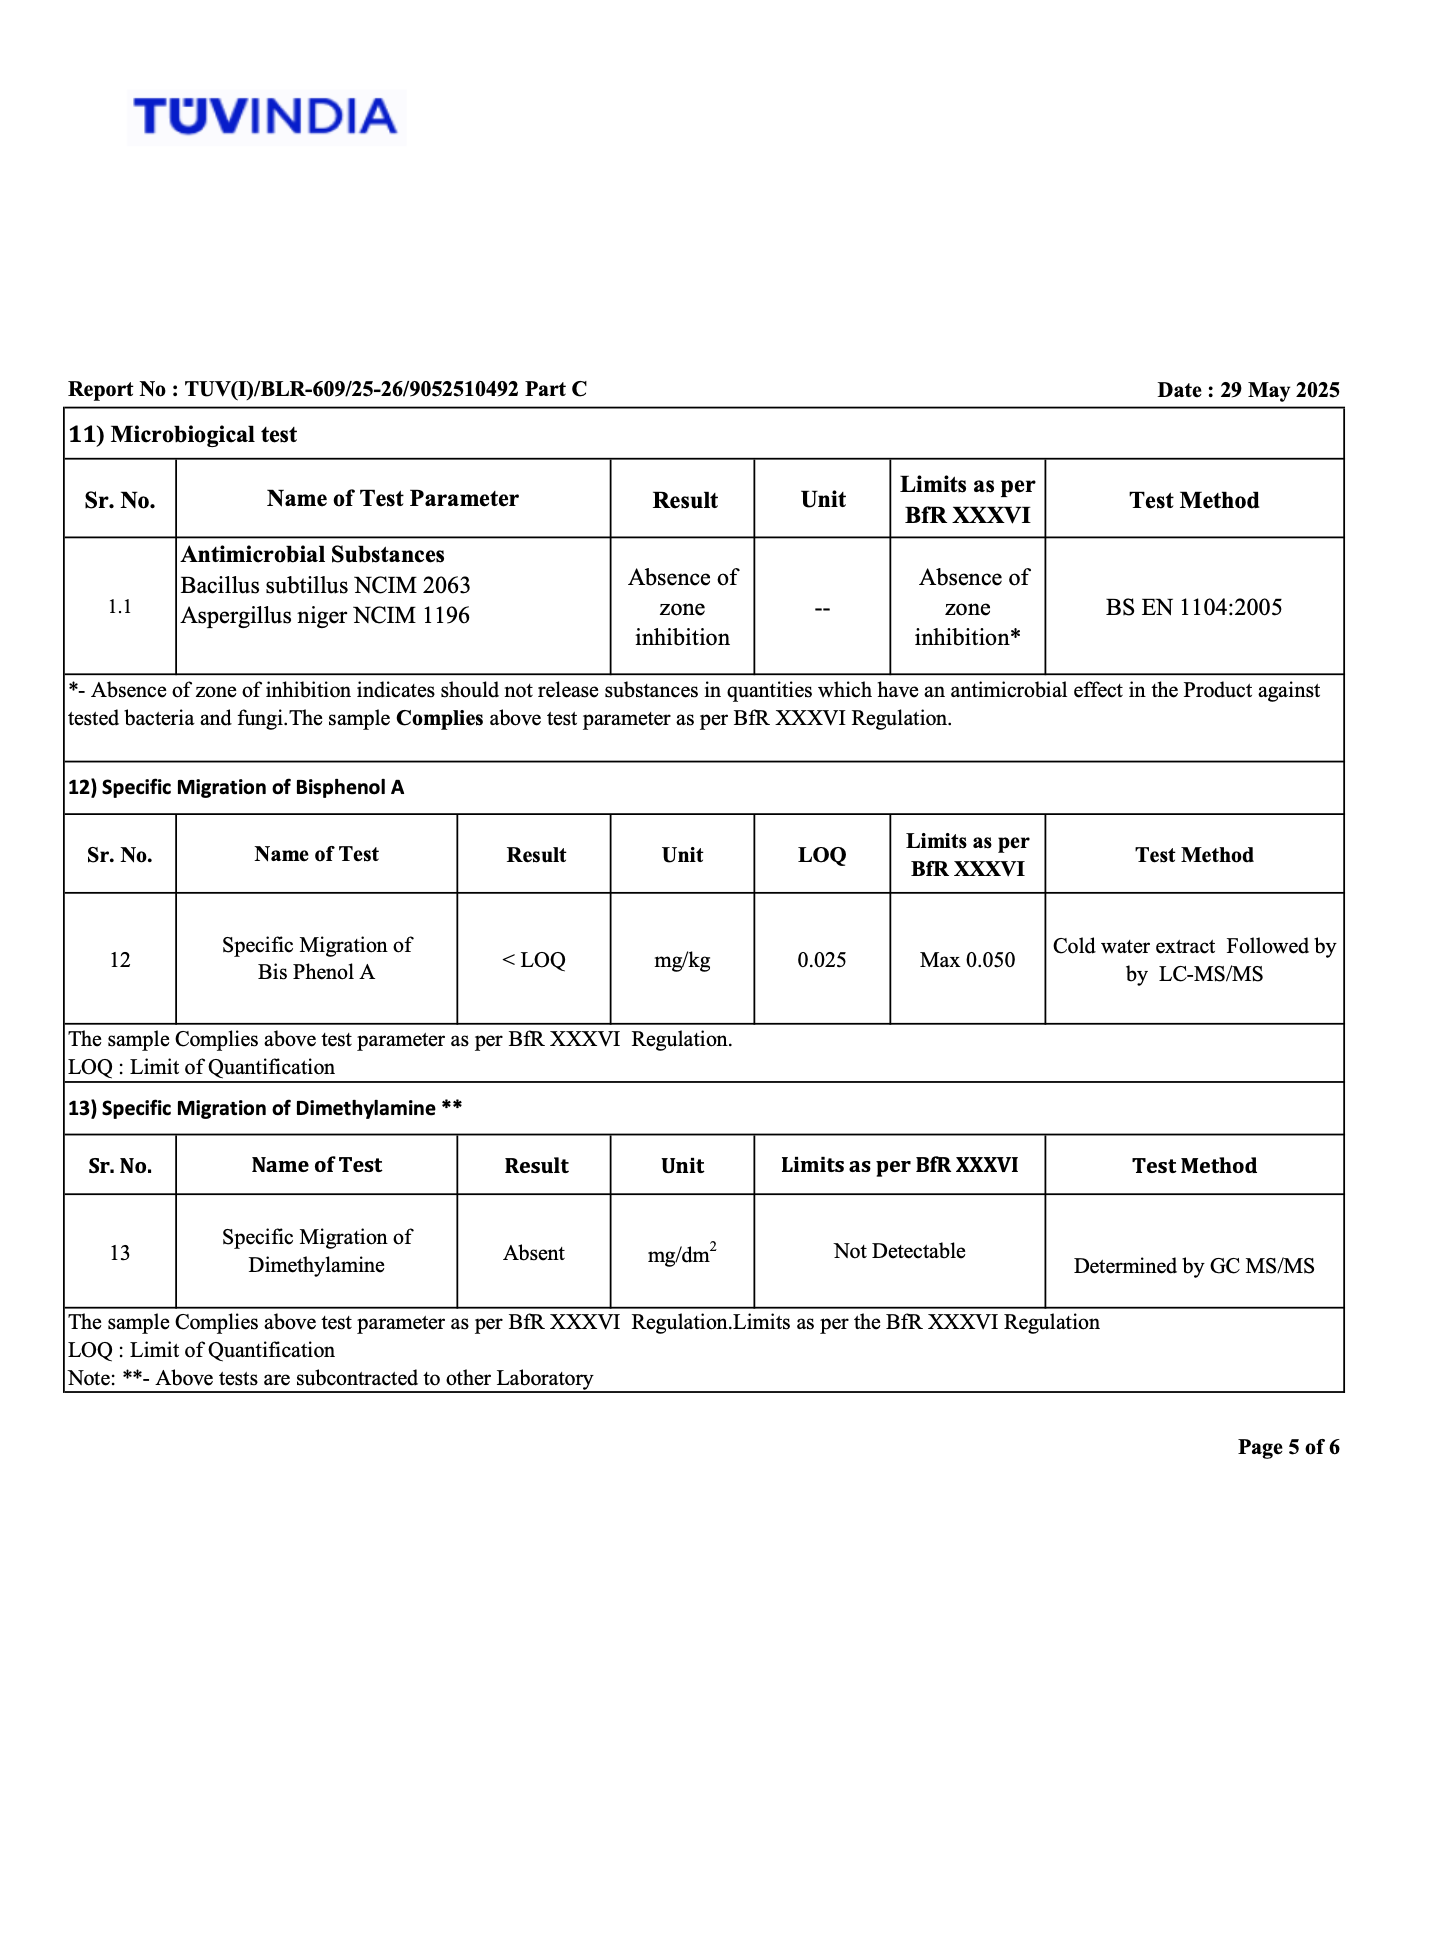 TÜVINDIA
Report No : TUV(I)/BLR-609/25-26/9052510492 Part C
Date : 29 May 2025
11) Microbiogical test
Sr. No.
Name of Test Parameter
Result
Unit
Limits as per
BfR XXXVI
Test Method
1.1
Antimicrobial Substances
Bacillus subtillus NCIM 2063
Aspergillus niger NCIM 1196
Absence of
zone
inhibition
--
Absence of
zone
inhibition*
BS EN 1104:2005
*- Absence of zone of inhibition indicates should not release substances in quantities which have an antimicrobial effect in the Product against
tested bacteria and fungi.The sample Complies above test parameter as per BfR XXXVI Regulation.
12) Specific Migration of Bisphenol A
Sr. No.
Name of Test
Result
Unit
LOQ
Limits as per
BfR XXXVI
Test Method
12
Specific Migration of
Bis Phenol A
< LOQ
mg/kg
0.025
Max 0.050
Cold water extract  Followed by
by  LC-MS/MS
The sample Complies above test parameter as per BfR XXXVI  Regulation.
LOQ : Limit of Quantification
13) Specific Migration of Dimethylamine **
Sr. No.
Name of Test
Result
Unit
Limits as per BfR XXXVI
Test Method
13
Specific Migration of
Dimethylamine
Absent
mg/dm²
Not Detectable
Determined by GC MS/MS
The sample Complies above test parameter as per BfR XXXVI  Regulation.Limits as per the BfR XXXVI Regulation
LOQ : Limit of Quantification
Note: **- Above tests are subcontracted to other Laboratory
Page 5 of 6